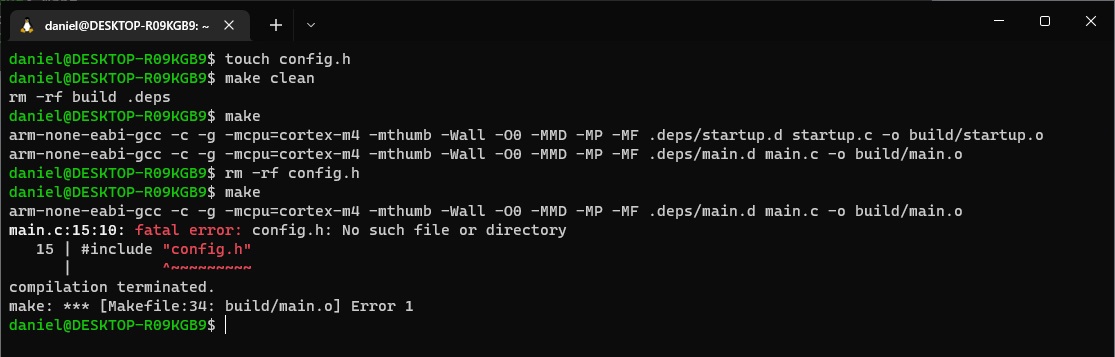 daniel@DESKTOP-R09KGB9: ~
daniel@DESKTOP-R09KGB9$ touch config.h
daniel@DESKTOP-R09KGB9$ make clean
rm -rf build .deps
daniel@DESKTOP-R09KGB9$ make
arm-none-eabi-gcc -c -g -mcpu=cortex-m4 -mthumb -Wall -O0 -MMD -MP -MF .deps/startup.d startup.c -o build/startup.o
arm-none-eabi-gcc -c -g -mcpu=cortex-m4 -mthumb -Wall -O0 -MMD -MP -MF .deps/main.d main.c -o build/main.o
daniel@DESKTOP-R09KGB9$ rm -rf config.h
daniel@DESKTOP-R09KGB9$ make
arm-none-eabi-gcc -c -g -mcpu=cortex-m4 -mthumb -Wall -O0 -MMD -MP -MF .deps/main.d main.c -o build/main.o
main.c:15:10: fatal error: config.h: No such file or directory
   15 | #include "config.h"
      |          ^~~~~~~~~~
compilation terminated.
make: *** [Makefile:34: build/main.o] Error 1
daniel@DESKTOP-R09KGB9$